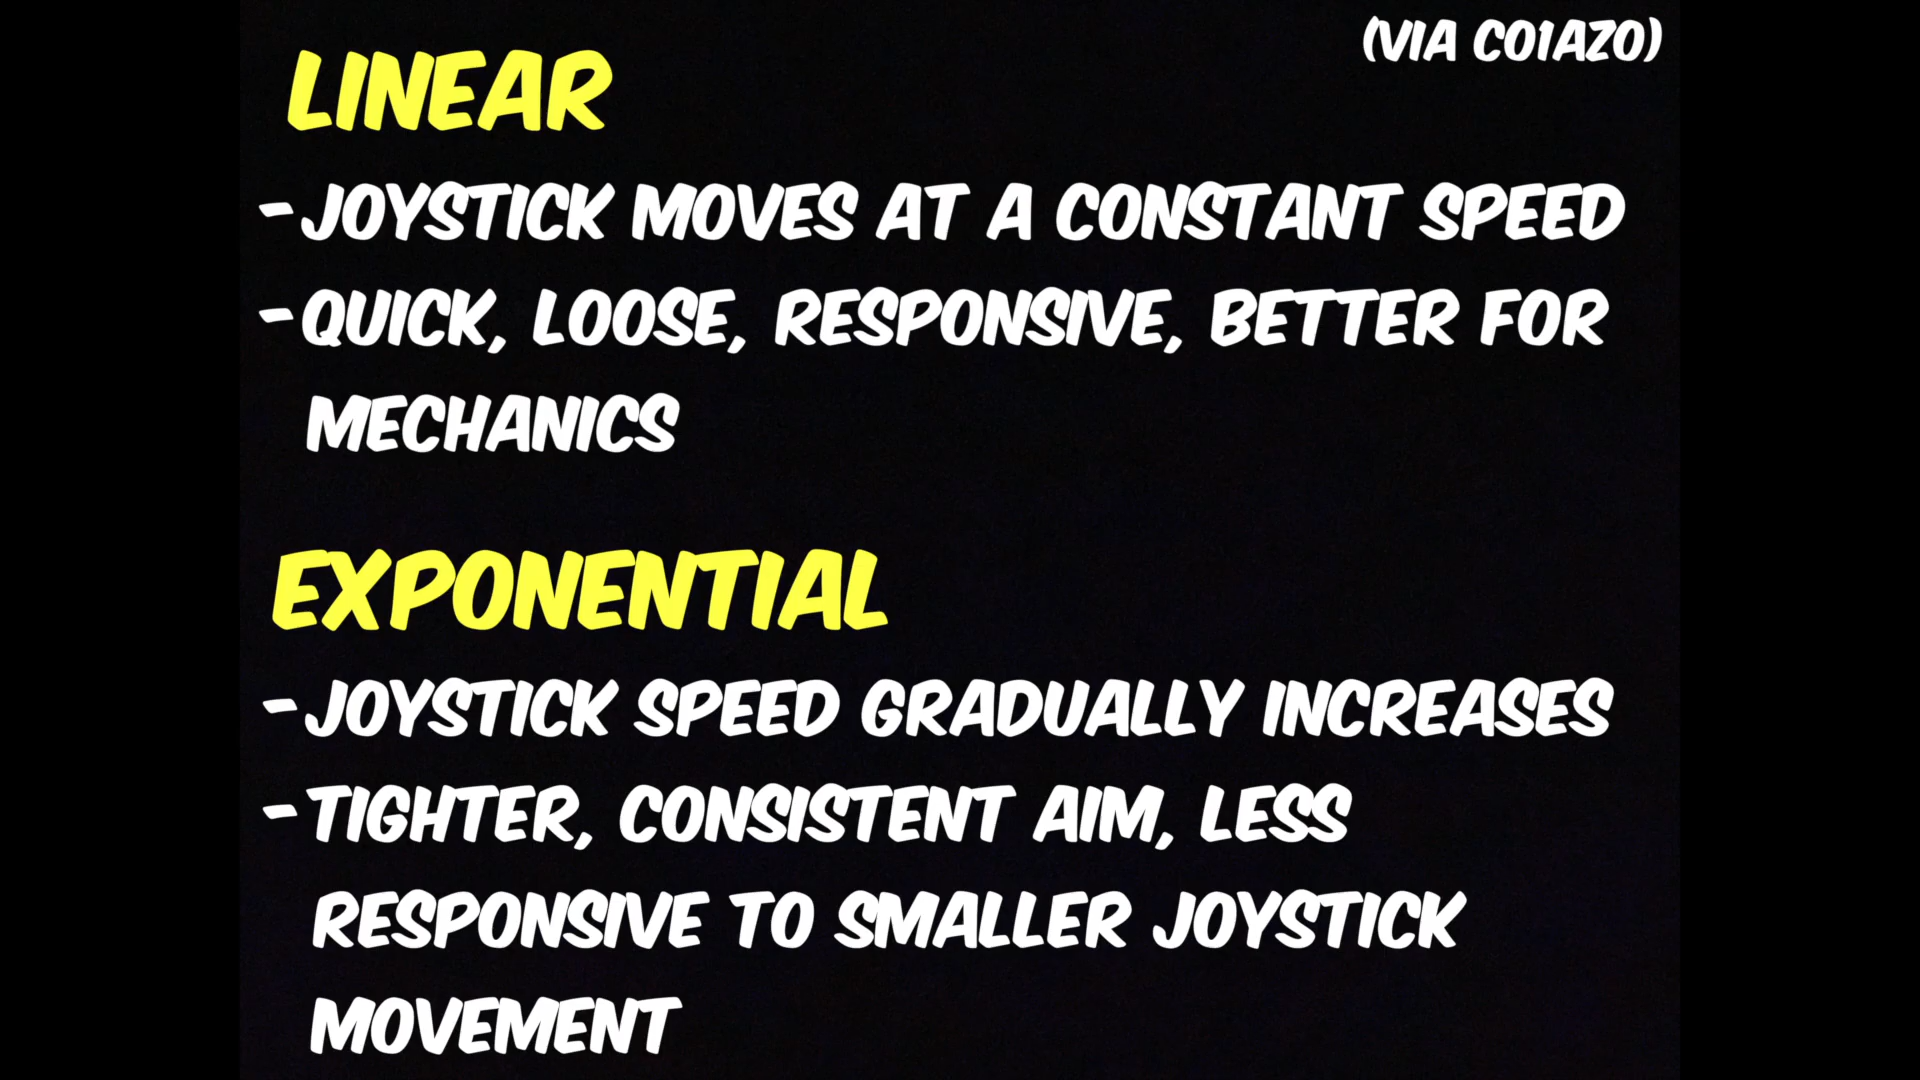 (VIA CO1AZO)
LINEAR
-JOYSTICK MOVES AT A CONSTANT SPEED
-QUICK, LOOSE, RESPONSIVE, BETTER FOR
MECHANICS
EXPONENTIAL
-JOYSTICK SPEED GRADUALLY INCREASES
-TIGHTER, CONSISTENT AIM, LESS
RESPONSIVE TO SMALLER JOYSTICK
MOVEMENT